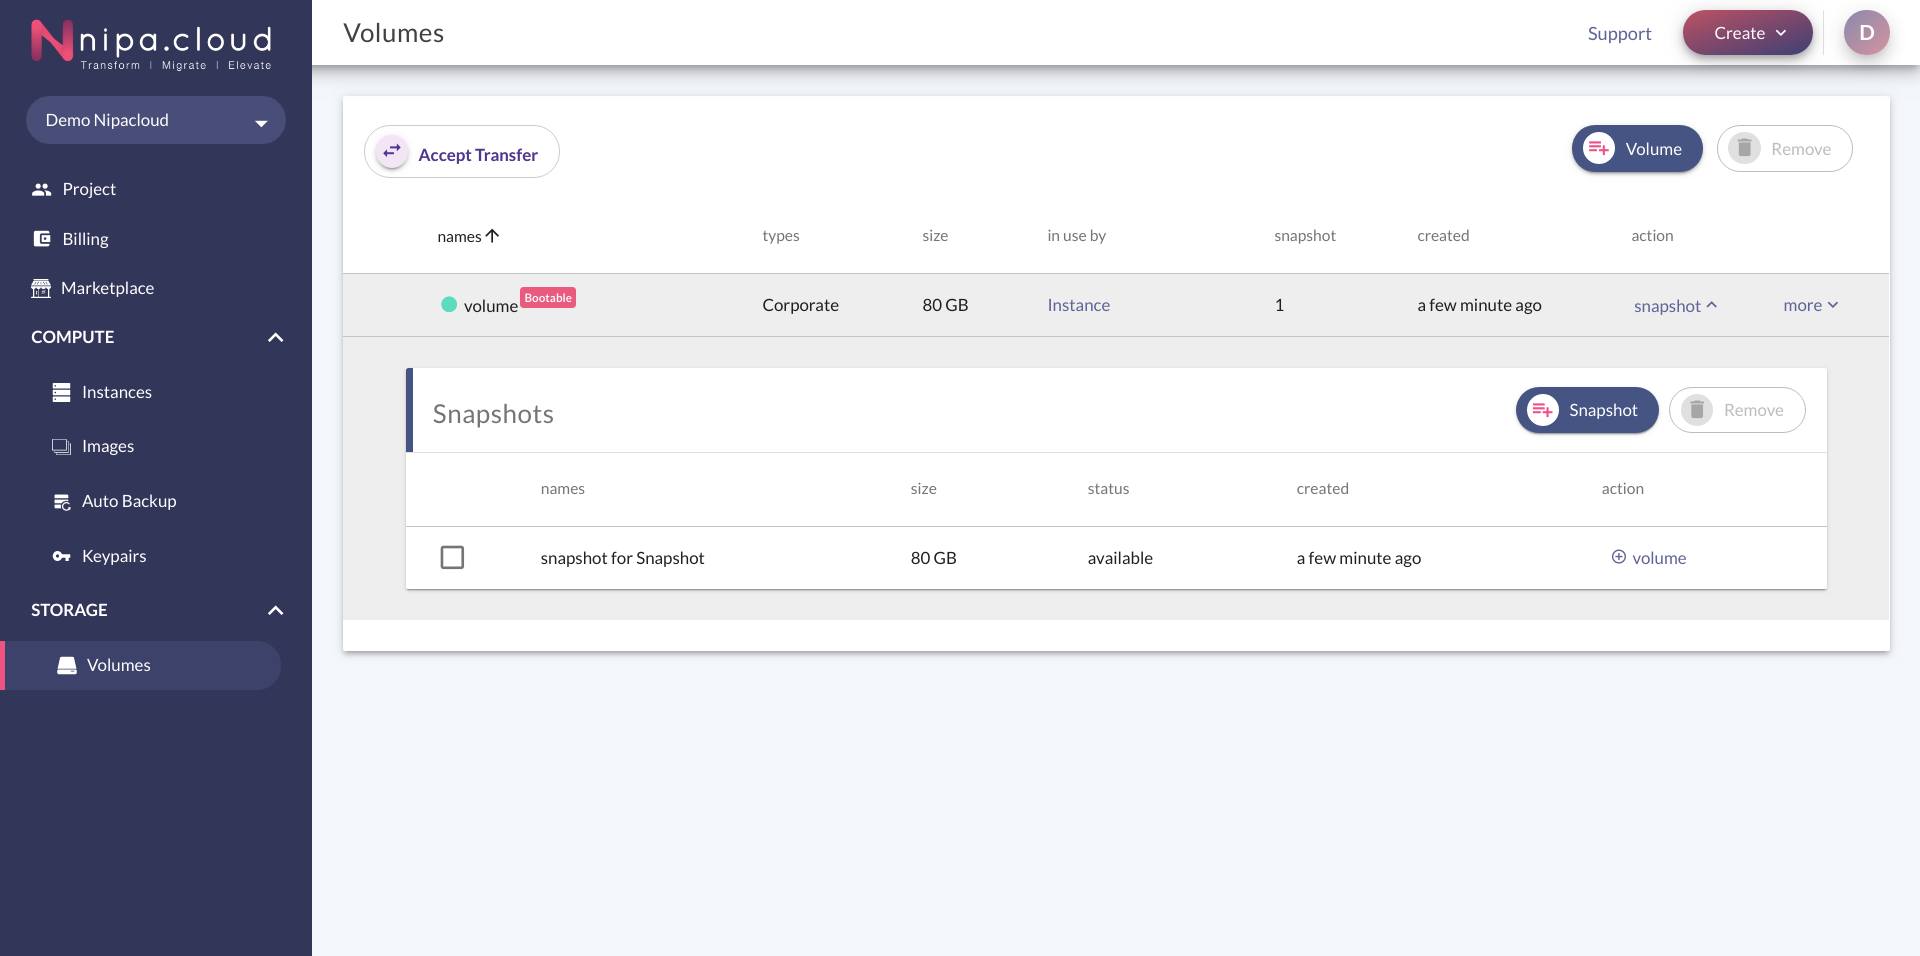 nipa.cloud
Transform | Migrate | Elevate
Demo Nipacloud
Project
Billing
Marketplace
COMPUTE
Instances
Images
Auto Backup
Keypairs
STORAGE
Volumes
Volumes
Support
Create
D
Accept Transfer
Volume
Remove
names types size in use by snapshot created action
volume Bootable Corporate 80 GB Instance 1 a few minute ago snapshot more
Snapshots
Snapshot
Remove
names size status created action
snapshot for Snapshot 80 GB available a few minute ago volume